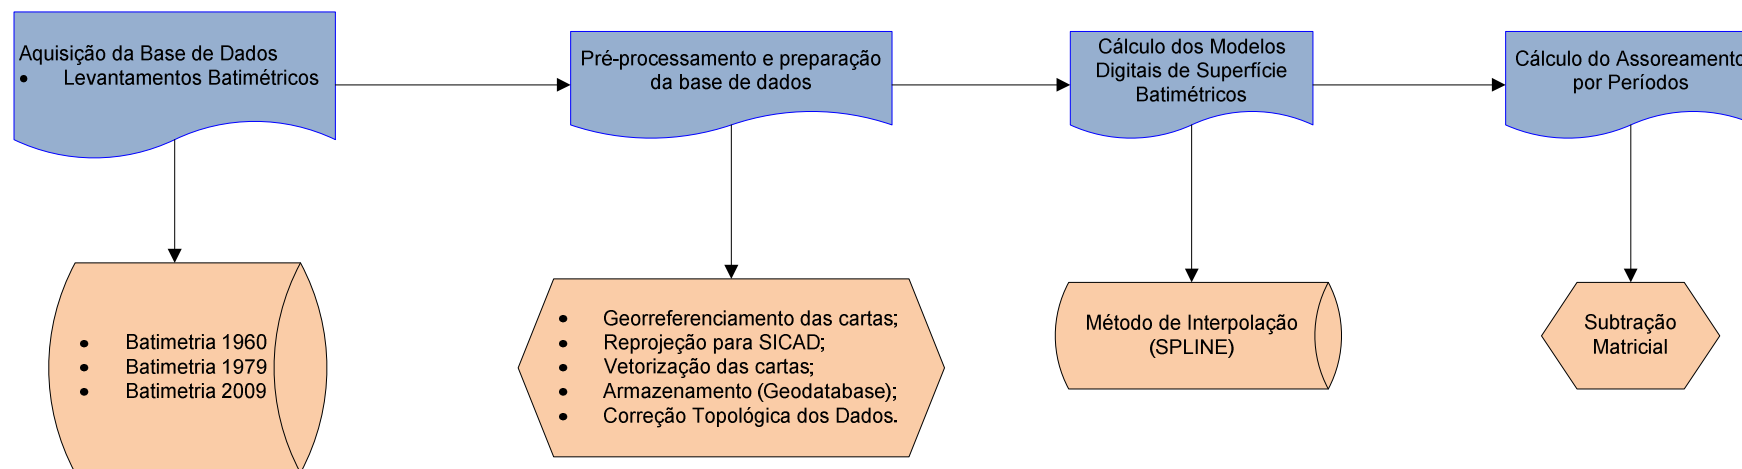 Aquisição da Base de Dados
• Levantamentos Batimétricos
Pré-processamento e preparação
da base de dados
Cálculo dos Modelos
Digitais de Superfície
Batimétricos
Cálculo do Assoreamento
por Períodos
• Batimetria 1960
• Batimetria 1979
• Batimetria 2009
• Georreferenciamento das cartas;
• Reprojeção para SICAD;
• Vetorização das cartas;
• Armazenamento (Geodatabase);
• Correção Topológica dos Dados.
Método de Interpolação
(SPLINE)
Subtração
Matricial